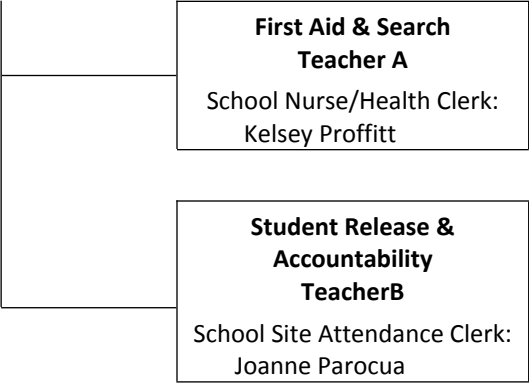 First Aid & Search
Teacher A
School Nurse/Health Clerk:
Kelsey Proffitt
Student Release &
Accountability
TeacherB
School Site Attendance Clerk:
Joanne Parocua